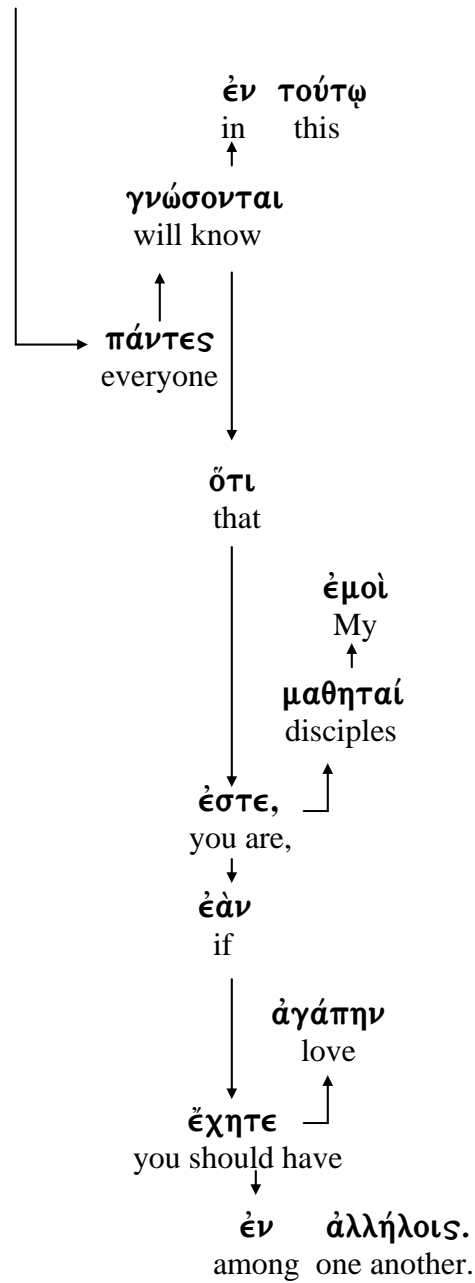 ἐν τούτῳ
in this
γνώσονται
will know
πάντες
everyone
ὅτι
that
ἐμοὶ
My
μαθηταί
disciples
ἐστε,
you are,
ἐὰν
if
ἀγάπην
love
ἔχητε
you should have
ἐν ἀλλήλοις.
among one another.